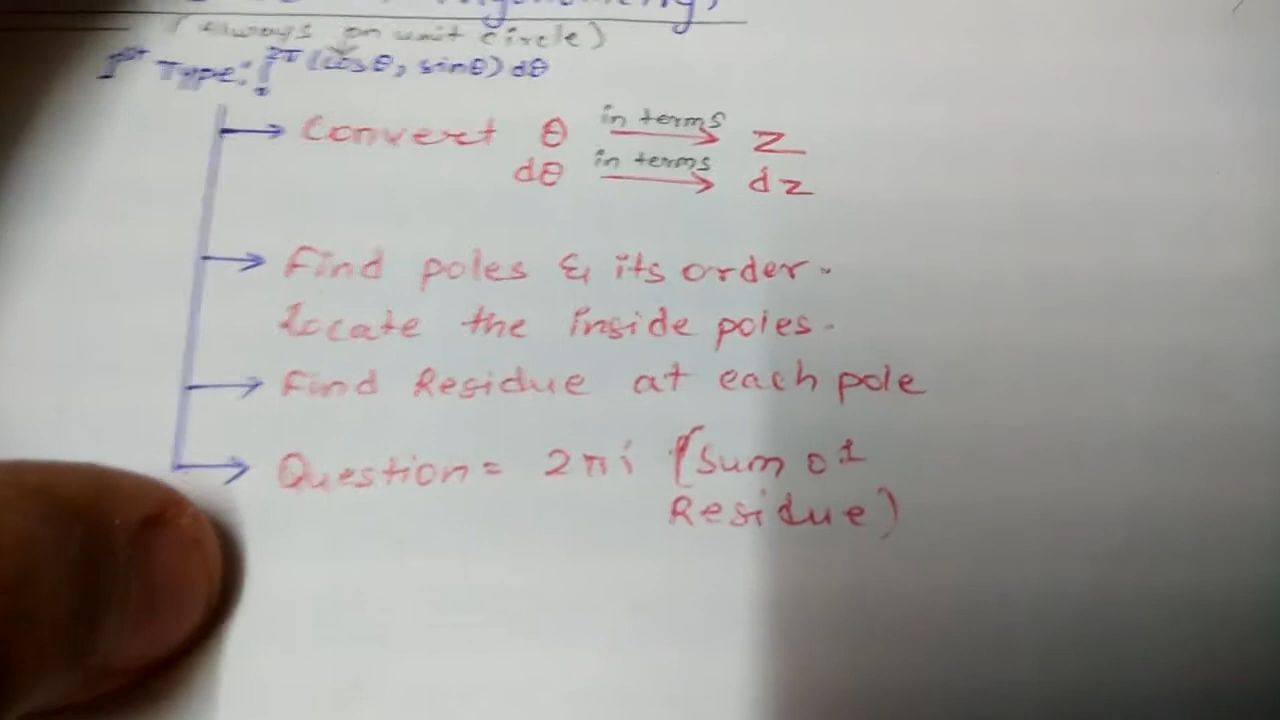 (Always on unit circle)
1st Type: ∫ 2π (cosθ, sinθ) dθ
Convert θ in terms Z
dθ in terms dz
Find poles & its order.
Locate the inside poles.
Find Residue at each pole
Question = 2πi (Sum of
Residue)